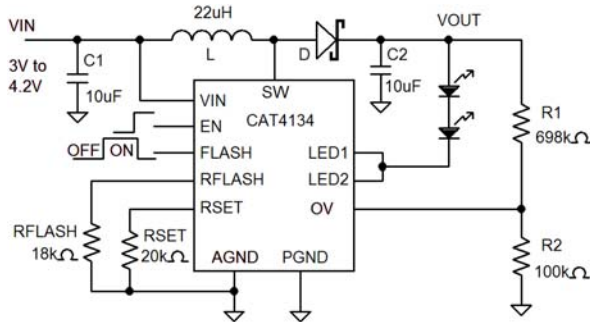 22uH
VIN
VOUT
3V to
4.2V
C1
10uF
L
D
C2
10uF
SW
VIN
CAT4134
EN
OFF ON
FLASH
RFLASH
RSET
LED1
LED2
OV
R1
698kΩ
RFLASH
18kΩ
RSET
20kΩ
AGND
PGND
R2
100kΩ